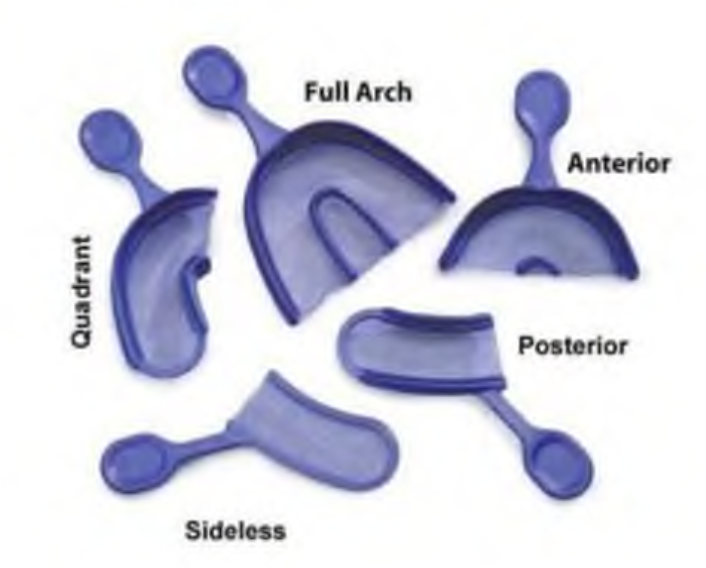 Full Arch
Anterior
Quadrant
Posterior
Sideless